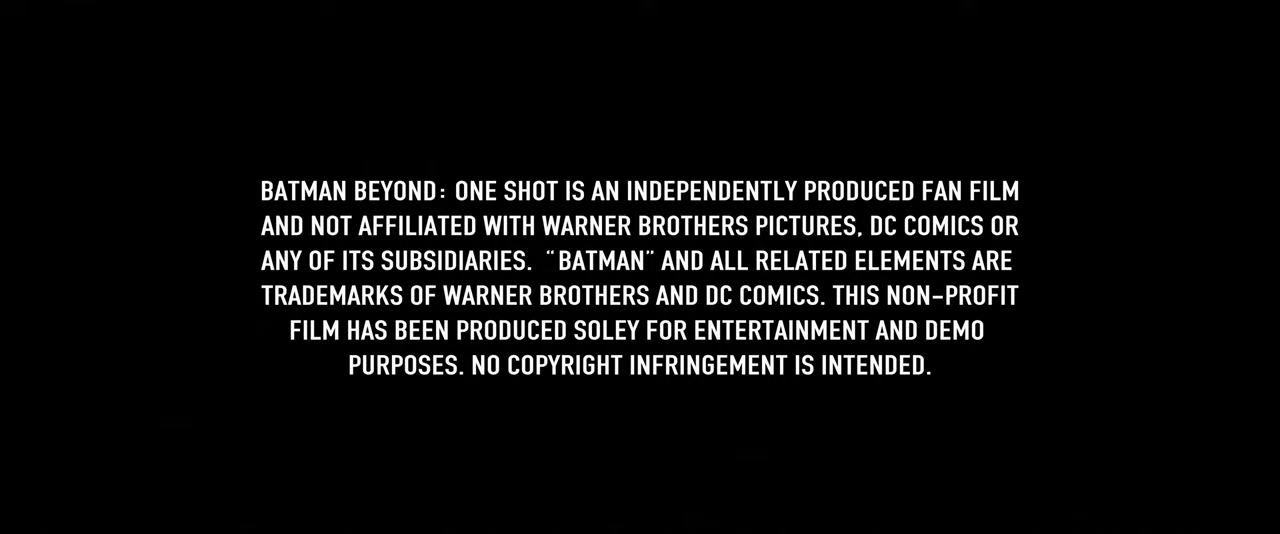 BATMAN BEYOND: ONE SHOT IS AN INDEPENDENTLY PRODUCED FAN FILM
AND NOT AFFILIATED WITH WARNER BROTHERS PICTURES, DC COMICS OR
ANY OF ITS SUBSIDIARIES. “BATMAN” AND ALL RELATED ELEMENTS ARE
TRADEMARKS OF WARNER BROTHERS AND DC COMICS. THIS NON-PROFIT
FILM HAS BEEN PRODUCED SOLEY FOR ENTERTAINMENT AND DEMO
PURPOSES. NO COPYRIGHT INFRINGEMENT IS INTENDED.